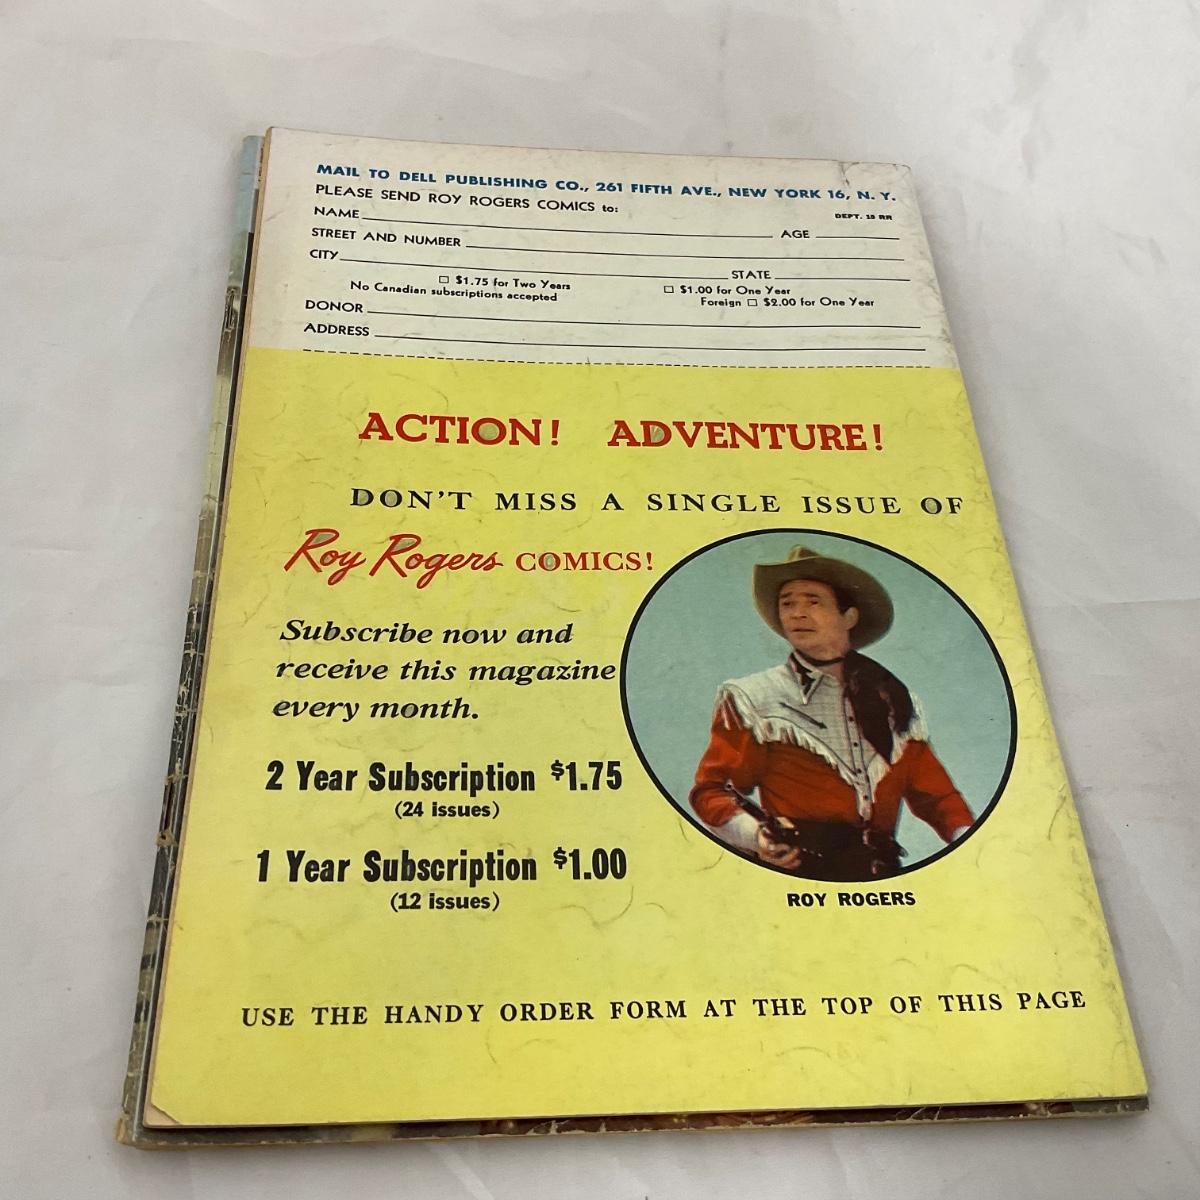 MAIL TO DELL PUBLISHING CO., 261 FIFTH AVE., NEW YORK 16, N. Y.
PLEASE SEND ROY ROGERS COMICS to:
DEPT. 15 RR
NAME AGE
STREET AND NUMBER
CITY STATE
☐ $1.75 for Two Years ☐ $1.00 for One Year
No Canadian subscriptions accepted Foreign ☐ $2.00 for One Year
DONOR
ADDRESS
ACTION! ADVENTURE!
DON'T MISS A SINGLE ISSUE OF
Roy Rogers COMICS!
Subscribe now and
receive this magazine
every month.
2 Year Subscription $1.75
(24 issues)
1 Year Subscription $1.00
(12 issues)
ROY ROGERS
USE THE HANDY ORDER FORM AT THE TOP OF THIS PAGE